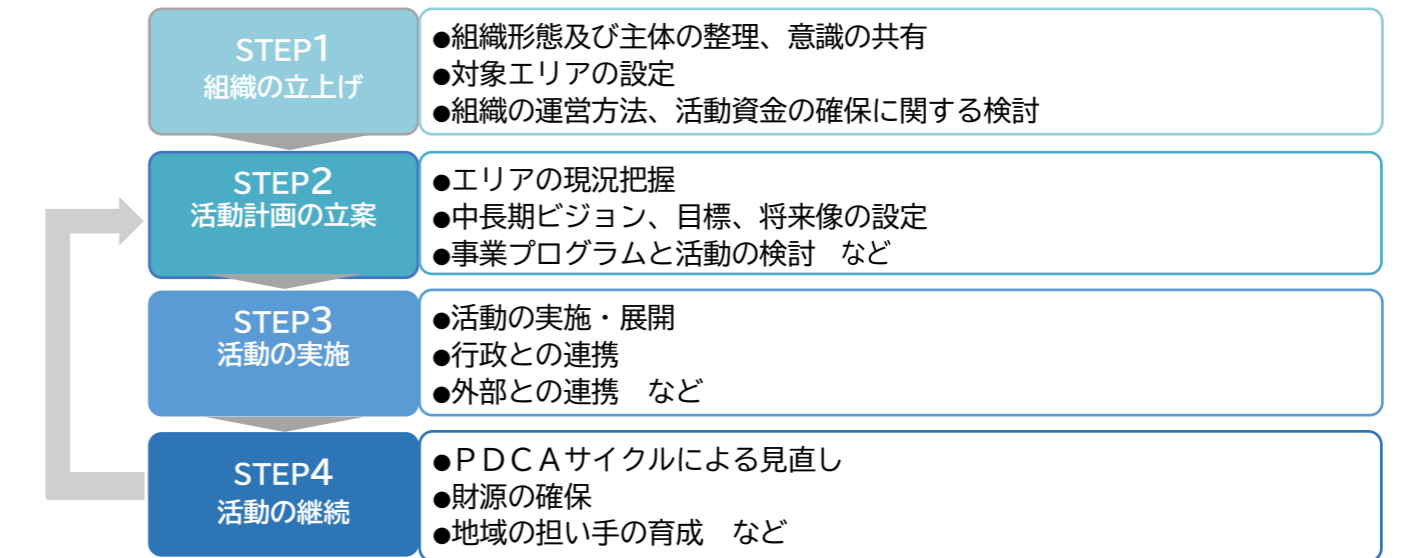 STEP1
組織の立上げ
●組織形態及び主体の整理、意識の共有
●対象エリアの設定
●組織の運営方法、活動資金の確保に関する検討
STEP2
活動計画の立案
●エリアの現況把握
●中長期ビジョン、目標、将来像の設定
●事業プログラムと活動の検討　など
STEP3
活動の実施
●活動の実施・展開
●行政との連携
●外部との連携　など
STEP4
活動の継続
●ＰＤＣＡサイクルによる見直し
●財源の確保
●地域の担い手の育成　など